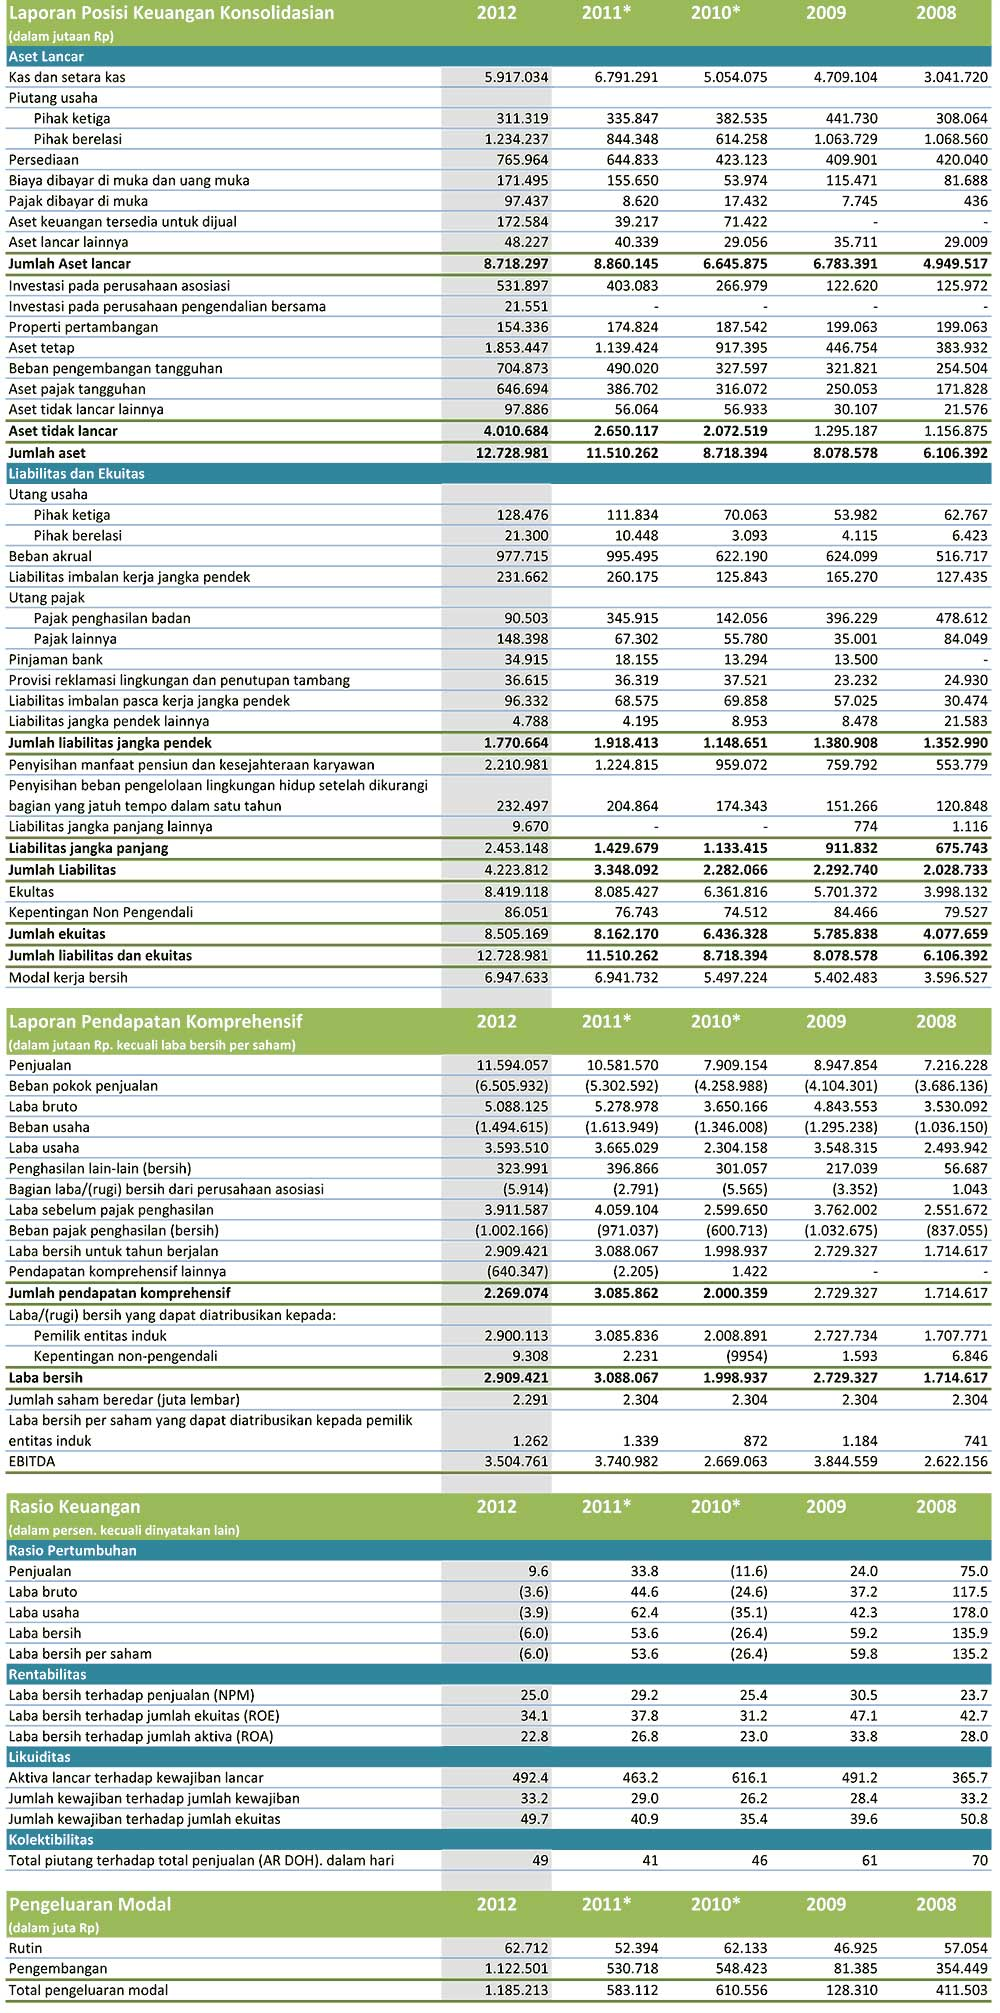 Laporan Posisi Keuangan Konsolidasian 2012 2011* 2010* 2009 2008
(dalam jutaan Rp)
Aset Lancar
Kas dan setara kas 5.917.034 6.791.291 5.054.075 4.709.104 3.041.720
Piutang usaha
Pihak ketiga 311.319 335.847 382.535 441.730 308.064
Pihak berelasi 1.234.237 844.348 614.258 1.063.729 1.068.560
Persediaan 765.964 644.833 423.123 409.901 420.040
Biaya dibayar di muka dan uang muka 171.495 155.650 53.974 115.471 81.688
Pajak dibayar di muka 97.437 8.620 17.432 7.745 436
Aset keuangan tersedia untuk dijual 172.584 39.217 71.422 - -
Aset lancar lainnya 48.227 40.339 29.056 35.711 29.009
Jumlah Aset lancar 8.718.297 8.860.145 6.645.875 6.783.391 4.949.517
Investasi pada perusahaan asosiasi 531.897 403.083 266.979 122.620 125.972
Investasi pada perusahaan pengendalian bersama 21.551 - - - -
Properti pertambangan 154.336 174.824 187.542 199.063 199.063
Aset tetap 1.853.447 1.139.424 917.395 446.754 383.932
Beban pengembangan tangguhan 704.873 490.020 327.597 321.821 254.504
Aset pajak tangguhan 646.694 386.702 316.072 250.053 171.828
Aset tidak lancar lainnya 97.886 56.064 56.933 30.107 21.576
Aset tidak lancar 4.010.684 2.650.117 2.072.519 1.295.187 1.156.875
Jumlah aset 12.728.981 11.510.262 8.718.394 8.078.578 6.106.392
Liabilitas dan Ekuitas
Utang usaha
Pihak ketiga 128.476 111.834 70.063 53.982 62.767
Pihak berelasi 21.300 10.448 3.093 4.115 6.423
Beban akrual 977.715 995.495 622.190 624.099 516.717
Liabilitas imbalan kerja jangka pendek 231.662 260.175 125.843 165.270 127.435
Utang pajak
Pajak penghasilan badan 90.503 345.915 142.056 396.229 478.612
Pajak lainnya 148.398 67.302 55.780 35.001 84.049
Pinjaman bank 34.915 18.155 13.294 13.500 -
Provisi reklamasi lingkungan dan penutupan tambang 36.615 36.319 37.521 23.232 24.930
Liabilitas imbalan pasca kerja jangka pendek 96.332 68.575 69.858 57.025 30.474
Liabilitas jangka pendek lainnya 4.788 4.195 8.953 8.478 21.583
Jumlah liabilitas jangka pendek 1.770.664 1.918.413 1.148.651 1.380.908 1.352.990
Penyisihan manfaat pensiun dan kesejahteraan karyawan 2.210.981 1.224.815 959.072 759.792 553.779
Penyisihan beban pengelolaan lingkungan hidup setelah dikurangi
bagian yang jatuh tempo dalam satu tahun 232.497 204.864 174.343 151.266 120.848
Liabilitas jangka panjang lainnya 9.670 - - 774 1.116
Liabilitas jangka panjang 2.453.148 1.429.679 1.133.415 911.832 675.743
Jumlah Liabilitas 4.223.812 3.348.092 2.282.066 2.292.740 2.028.733
Ekultas 8.419.118 8.085.427 6.361.816 5.701.372 3.998.132
Kepentingan Non Pengendali 86.051 76.743 74.512 84.466 79.527
Jumlah ekuitas 8.505.169 8.162.170 6.436.328 5.785.838 4.077.659
Jumlah liabilitas dan ekuitas 12.728.981 11.510.262 8.718.394 8.078.578 6.106.392
Modal kerja bersih 6.947.633 6.941.732 5.497.224 5.402.483 3.596.527
Laporan Pendapatan Komprehensif 2012 2011* 2010* 2009 2008
(dalam jutaan Rp. kecuali laba bersih per saham)
Penjualan 11.594.057 10.581.570 7.909.154 8.947.854 7.216.228
Beban pokok penjualan (6.505.932) (5.302.592) (4.258.988) (4.104.301) (3.686.136)
Laba bruto 5.088.125 5.278.978 3.650.166 4.843.553 3.530.092
Beban usaha (1.494.615) (1.613.949) (1.346.008) (1.295.238) (1.036.150)
Laba usaha 3.593.510 3.665.029 2.304.158 3.548.315 2.493.942
Penghasilan lain-lain (bersih) 323.991 396.866 301.057 217.039 56.687
Bagian laba/(rugi) bersih dari perusahaan asosiasi (5.914) (2.791) (5.565) (3.352) 1.043
Laba sebelum pajak penghasilan 3.911.587 4.059.104 2.599.650 3.762.002 2.551.672
Beban pajak penghasilan (bersih) (1.002.166) (971.037) (600.713) (1.032.675) (837.055)
Laba bersih untuk tahun berjalan 2.909.421 3.088.067 1.998.937 2.729.327 1.714.617
Pendapatan komprehensif lainnya (640.347) (2.205) 1.422 - -
Jumlah pendapatan komprehensif 2.269.074 3.085.862 2.000.359 2.729.327 1.714.617
Laba/(rugi) bersih yang dapat diatribusikan kepada:
Pemilik entitas induk 2.900.113 3.085.836 2.008.891 2.727.734 1.707.771
Kepentingan non-pengendali 9.308 2.231 (9954) 1.593 6.846
Laba bersih 2.909.421 3.088.067 1.998.937 2.729.327 1.714.617
Jumlah saham beredar (juta lembar) 2.291 2.304 2.304 2.304 2.304
Laba bersih per saham yang dapat diatribusikan kepada pemilik
entitas induk 1.262 1.339 872 1.184 741
EBITDA 3.504.761 3.740.982 2.669.063 3.844.559 2.622.156
Rasio Keuangan 2012 2011* 2010* 2009 2008
(dalam persen. kecuali dinyatakan lain)
Rasio Pertumbuhan
Penjualan 9.6 33.8 (11.6) 24.0 75.0
Laba bruto (3.6) 44.6 (24.6) 37.2 117.5
Laba usaha (3.9) 62.4 (35.1) 42.3 178.0
Laba bersih (6.0) 53.6 (26.4) 59.2 135.9
Laba bersih per saham (6.0) 53.6 (26.4) 59.8 135.2
Rentabilitas
Laba bersih terhadap penjualan (NPM) 25.0 29.2 25.4 30.5 23.7
Laba bersih terhadap jumlah ekuitas (ROE) 34.1 37.8 31.2 47.1 42.7
Laba bersih terhadap jumlah aktiva (ROA) 22.8 26.8 23.0 33.8 28.0
Likuiditas
Aktiva lancar terhadap kewajiban lancar 492.4 463.2 616.1 491.2 365.7
Jumlah kewajiban terhadap jumlah kewajiban 33.2 29.0 26.2 28.4 33.2
Jumlah kewajiban terhadap jumlah ekuitas 49.7 40.9 35.4 39.6 50.8
Kolektibilitas
Total piutang terhadap total penjualan (AR DOH). dalam hari 49 41 46 61 70
Pengeluaran Modal 2012 2011* 2010* 2009 2008
(dalam juta Rp)
Rutin 62.712 52.394 62.133 46.925 57.054
Pengembangan 1.122.501 530.718 548.423 81.385 354.449
Total pengeluaran modal 1.185.213 583.112 610.556 128.310 411.503